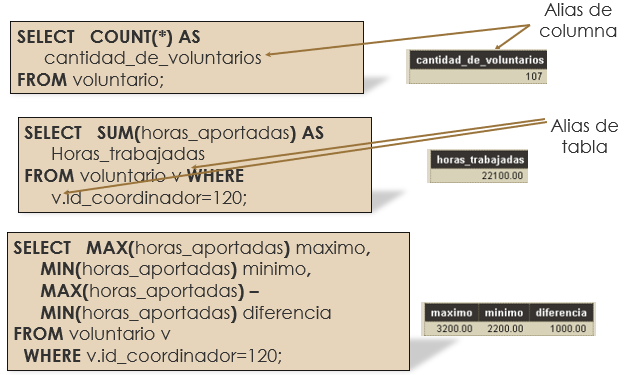 Alias de
columna
SELECT COUNT(*) AS
cantidad_de_voluntarios
FROM voluntario;
cantidad_de_voluntarios
107
Alias de
tabla
SELECT SUM(horas_aportadas) AS
Horas_trabajadas
FROM voluntario v WHERE
v.id_coordinador=120;
horas_trabajadas
22100.00
SELECT MAX(horas_aportadas) maximo,
MIN(horas_aportadas) minimo,
MAX(horas_aportadas) –
MIN(horas_aportadas) diferencia
FROM voluntario v
WHERE v.id_coordinador=120;
maximo minimo diferencia
3200.00 2200.00 1000.00